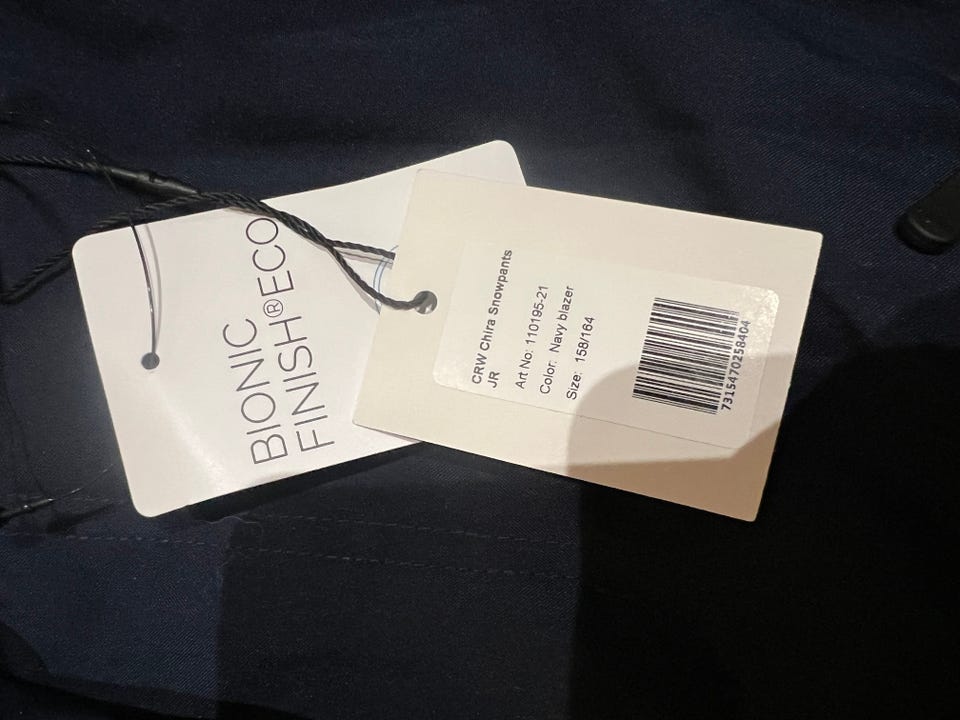 BIONIC
FINISH®ECO
CRW Chira Snowpants
JR
Art No: 110195-21
Color: Navy blazer
Size: 158/164
7315470258404